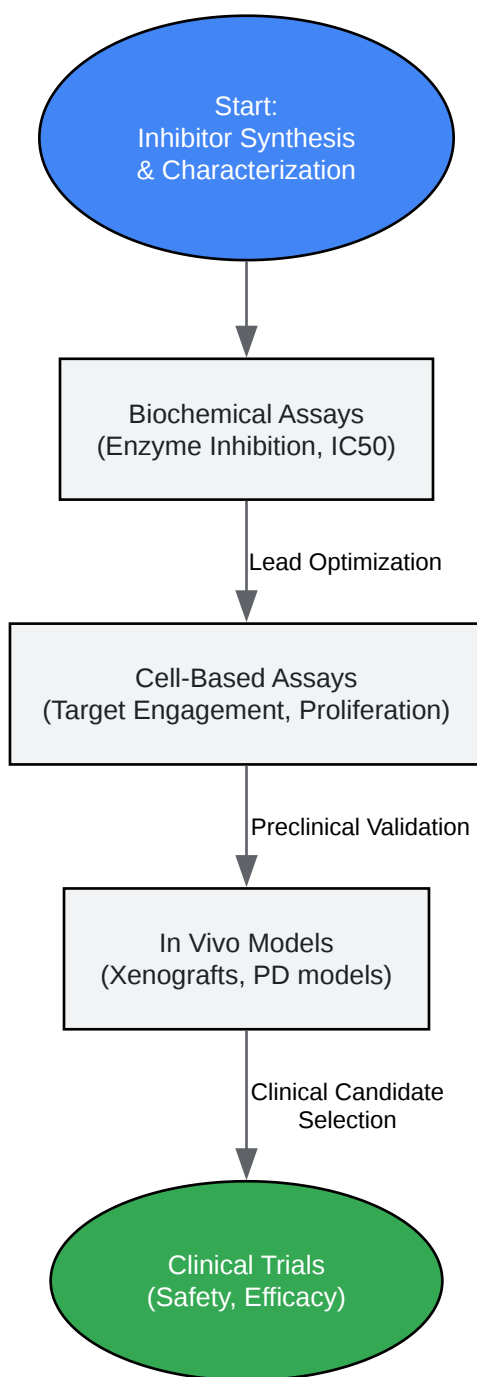 Start:
Inhibitor Synthesis
& Characterization
Biochemical Assays
(Enzyme Inhibition, IC50)
Lead Optimization
Cell-Based Assays
(Target Engagement, Proliferation)
Preclinical Validation
In Vivo Models
(Xenografts, PD models)
Clinical Candidate
Selection
Clinical Trials
(Safety, Efficacy)